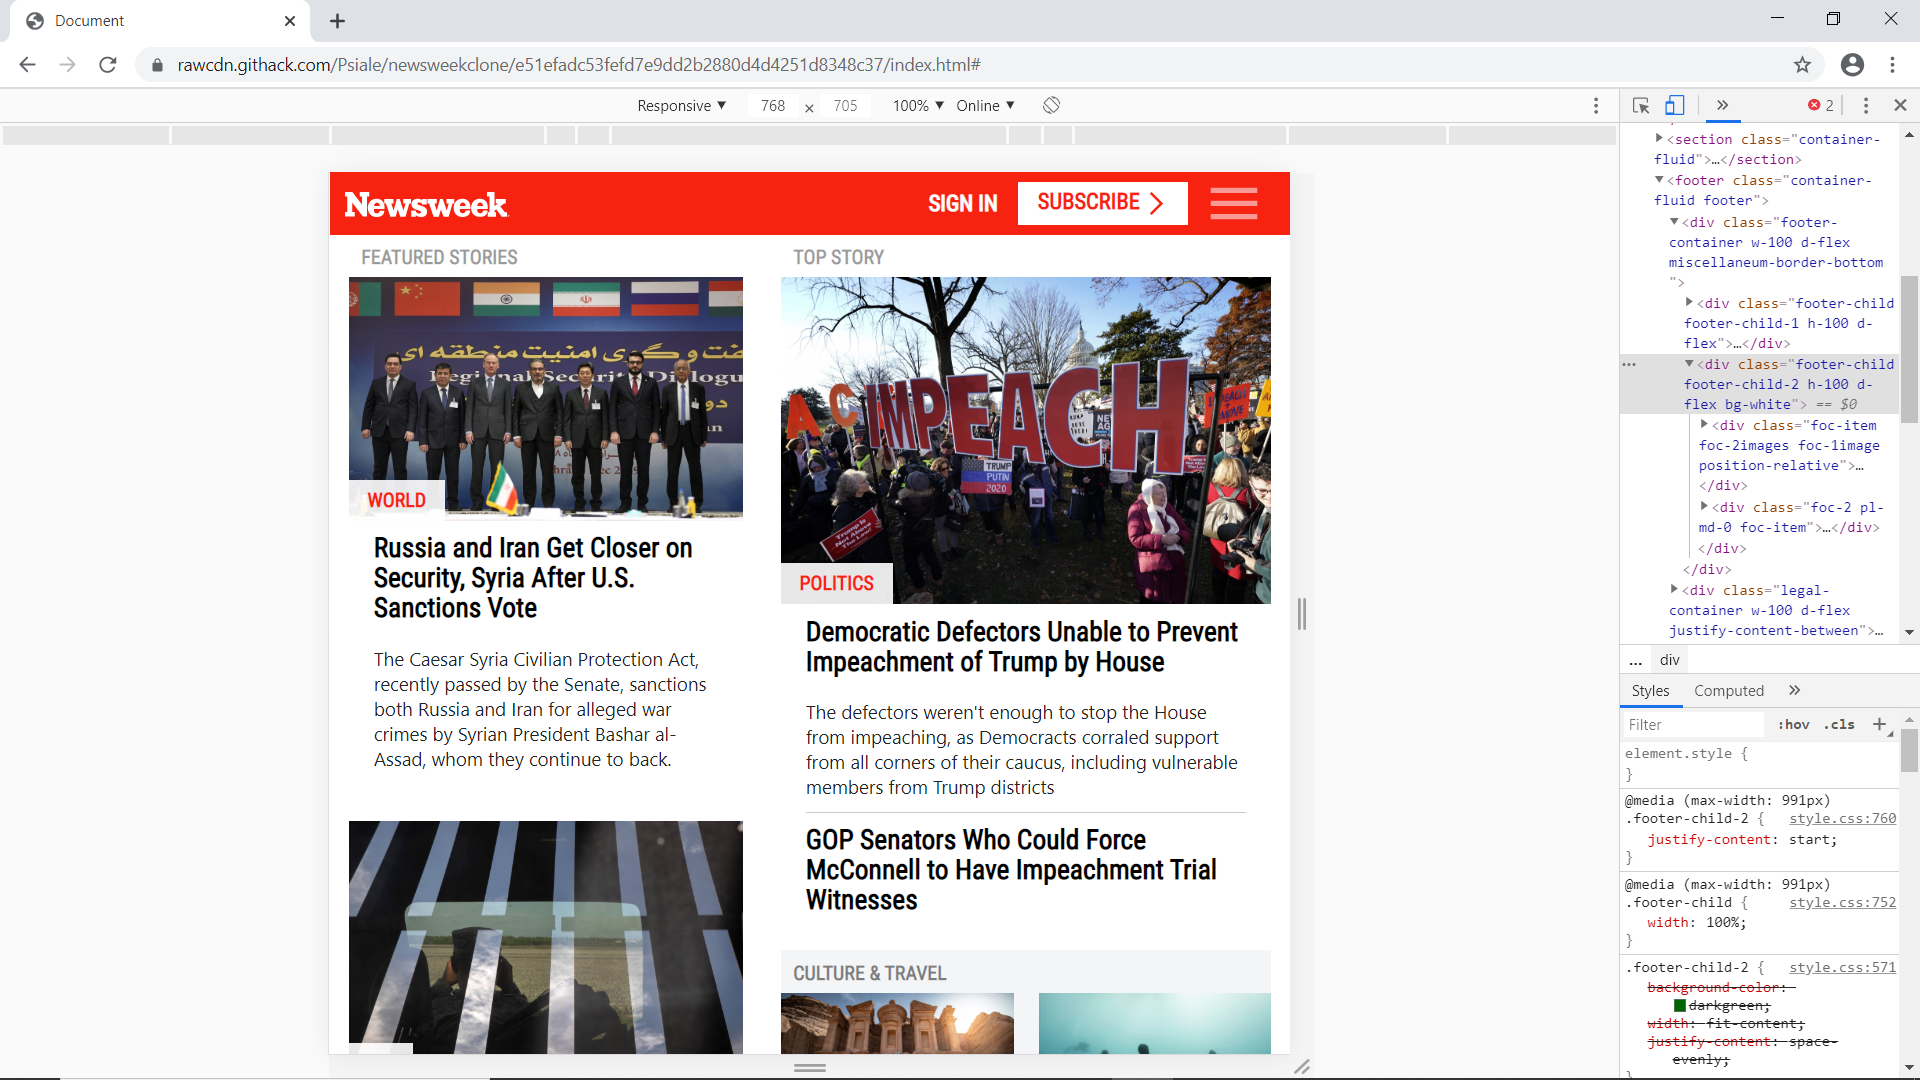 Document
rawcdn.githack.com/Psiale/newsweekclone/e51efadc53fefd7e9dd2b2880d4d4251d8348c37/index.html#
Responsive ▼ 768 x 705 100% ▼ Online ▼
2
Newsweek
SIGN IN
SUBSCRIBE
FEATURED STORIES
Regional Security Dialogu
WORLD
Russia and Iran Get Closer on
Security, Syria After U.S.
Sanctions Vote
The Caesar Syria Civilian Protection Act,
recently passed by the Senate, sanctions
both Russia and Iran for alleged war
crimes by Syrian President Bashar al-
Assad, whom they continue to back.
TOP STORY
IMPEACH
TRUMP
PUTIN
2020
POLITICS
Democratic Defectors Unable to Prevent
Impeachment of Trump by House
The defectors weren't enough to stop the House
from impeaching, as Democracts corraled support
from all corners of their caucus, including vulnerable
members from Trump districts
GOP Senators Who Could Force
McConnell to Have Impeachment Trial
Witnesses
CULTURE & TRAVEL
<section class="container-
fluid">…</section>
<footer class="container-
fluid footer">
<div class="footer-
container w-100 d-flex
miscellaneum-border-bottom
">
<div class="footer-child
footer-child-1 h-100 d-
flex">…</div>
<div class="footer-child
footer-child-2 h-100 d-
flex bg-white"> == $0
<div class="foc-item
foc-2images foc-1image
position-relative">…
</div>
<div class="foc-2 pl-
md-0 foc-item">…</div>
</div>
</div>
<div class="legal-
container w-100 d-flex
justify-content-between">…
... div
Styles Computed
Filter :hov .cls +
element.style {
}
@media (max-width: 991px)
.footer-child-2 { style.css:760
justify-content: start;
}
@media (max-width: 991px)
.footer-child { style.css:752
width: 100%;
}
.footer-child-2 { style.css:571
background-color:
darkgreen;
width: fit-content;
justify-content: space-
evenly;